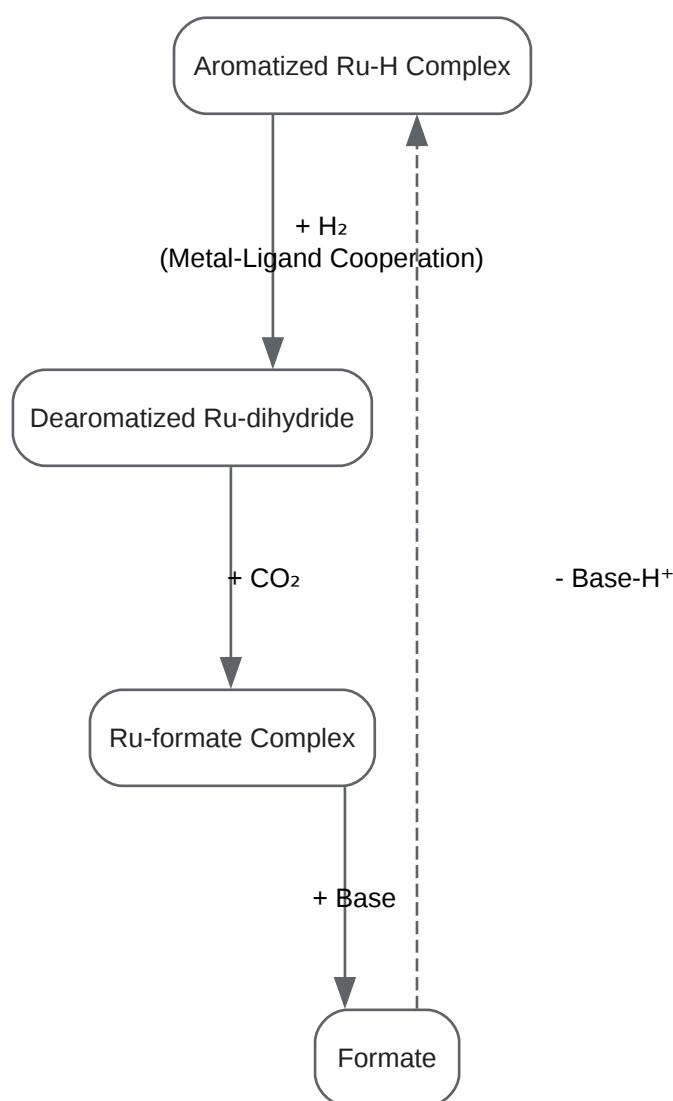 Aromatized Ru-H Complex
+ H₂
(Metal-Ligand Cooperation)
Dearomatized Ru-dihydride
+ CO₂
- Base-H⁺
Ru-formate Complex
+ Base
Formate